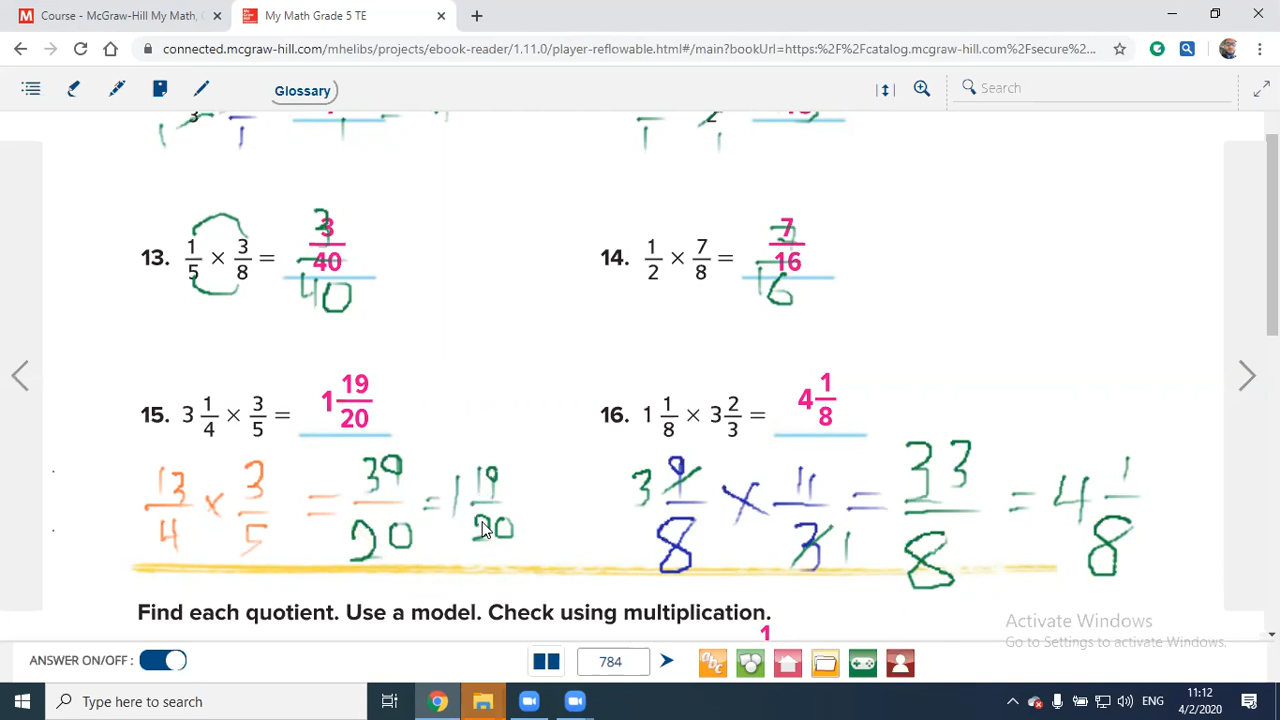 Course - McGraw-Hill My Math,
My Math Grade 5 TE
connected.mcgraw-hill.com/mhelibs/projects/ebook-reader/1.11.0/player-reflowable.html#/main?bookUrl=https:%2F%2Fcatalog.mcgraw-hill.com%2Fsecure%2...
Glossary
Search
13. 1/5 × 3/8 = 3/40
3/40
14. 1/2 × 7/8 = 7/16
7/16
15. 3 1/4 × 3/5 = 1 19/20
16. 1 1/8 × 3 2/3 = 4 1/8
13/4 × 3/5 = 39/20 = 1 19/20
3 9/8 × 11/3 1 = 33/8 = 4 1/8
Find each quotient. Use a model. Check using multiplication.
1
Activate Windows
Go to Settings to activate Windows.
ANSWER ON/OFF :
784
abc
Type here to search
ENG
11:12
4/2/2020